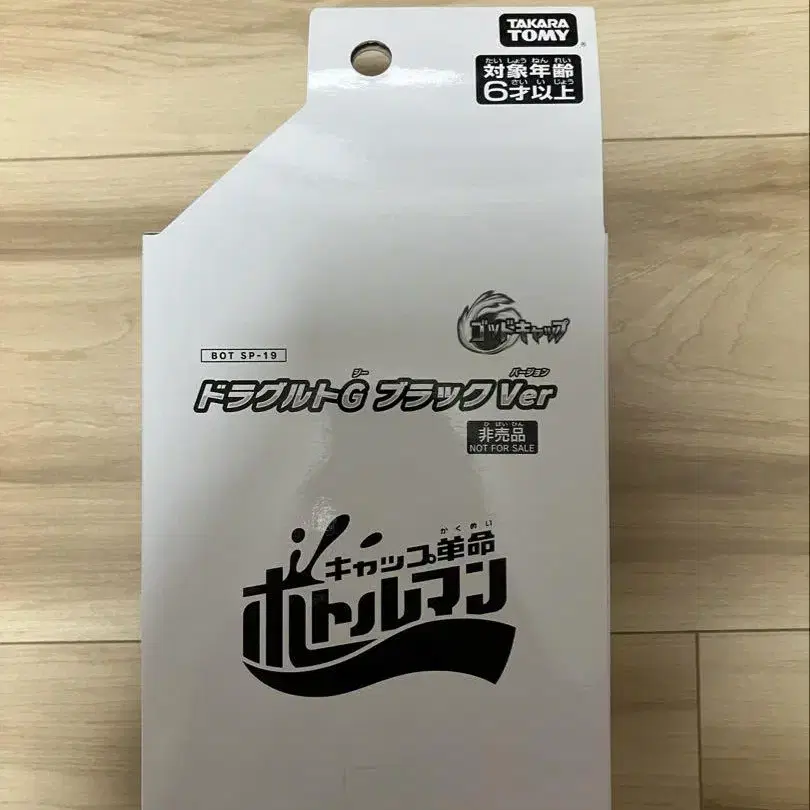 TAKARA
TOMY
たいしょうねんれい
対象年齢
さいいじょう
6才以上
ゴッドキャップ
BOT SP-19
ジー
バージョン
ドラグルトG ブラックVer
ひばいひん
非売品
NOT FOR SALE
かくめい
キャップ革命
ボトルマン